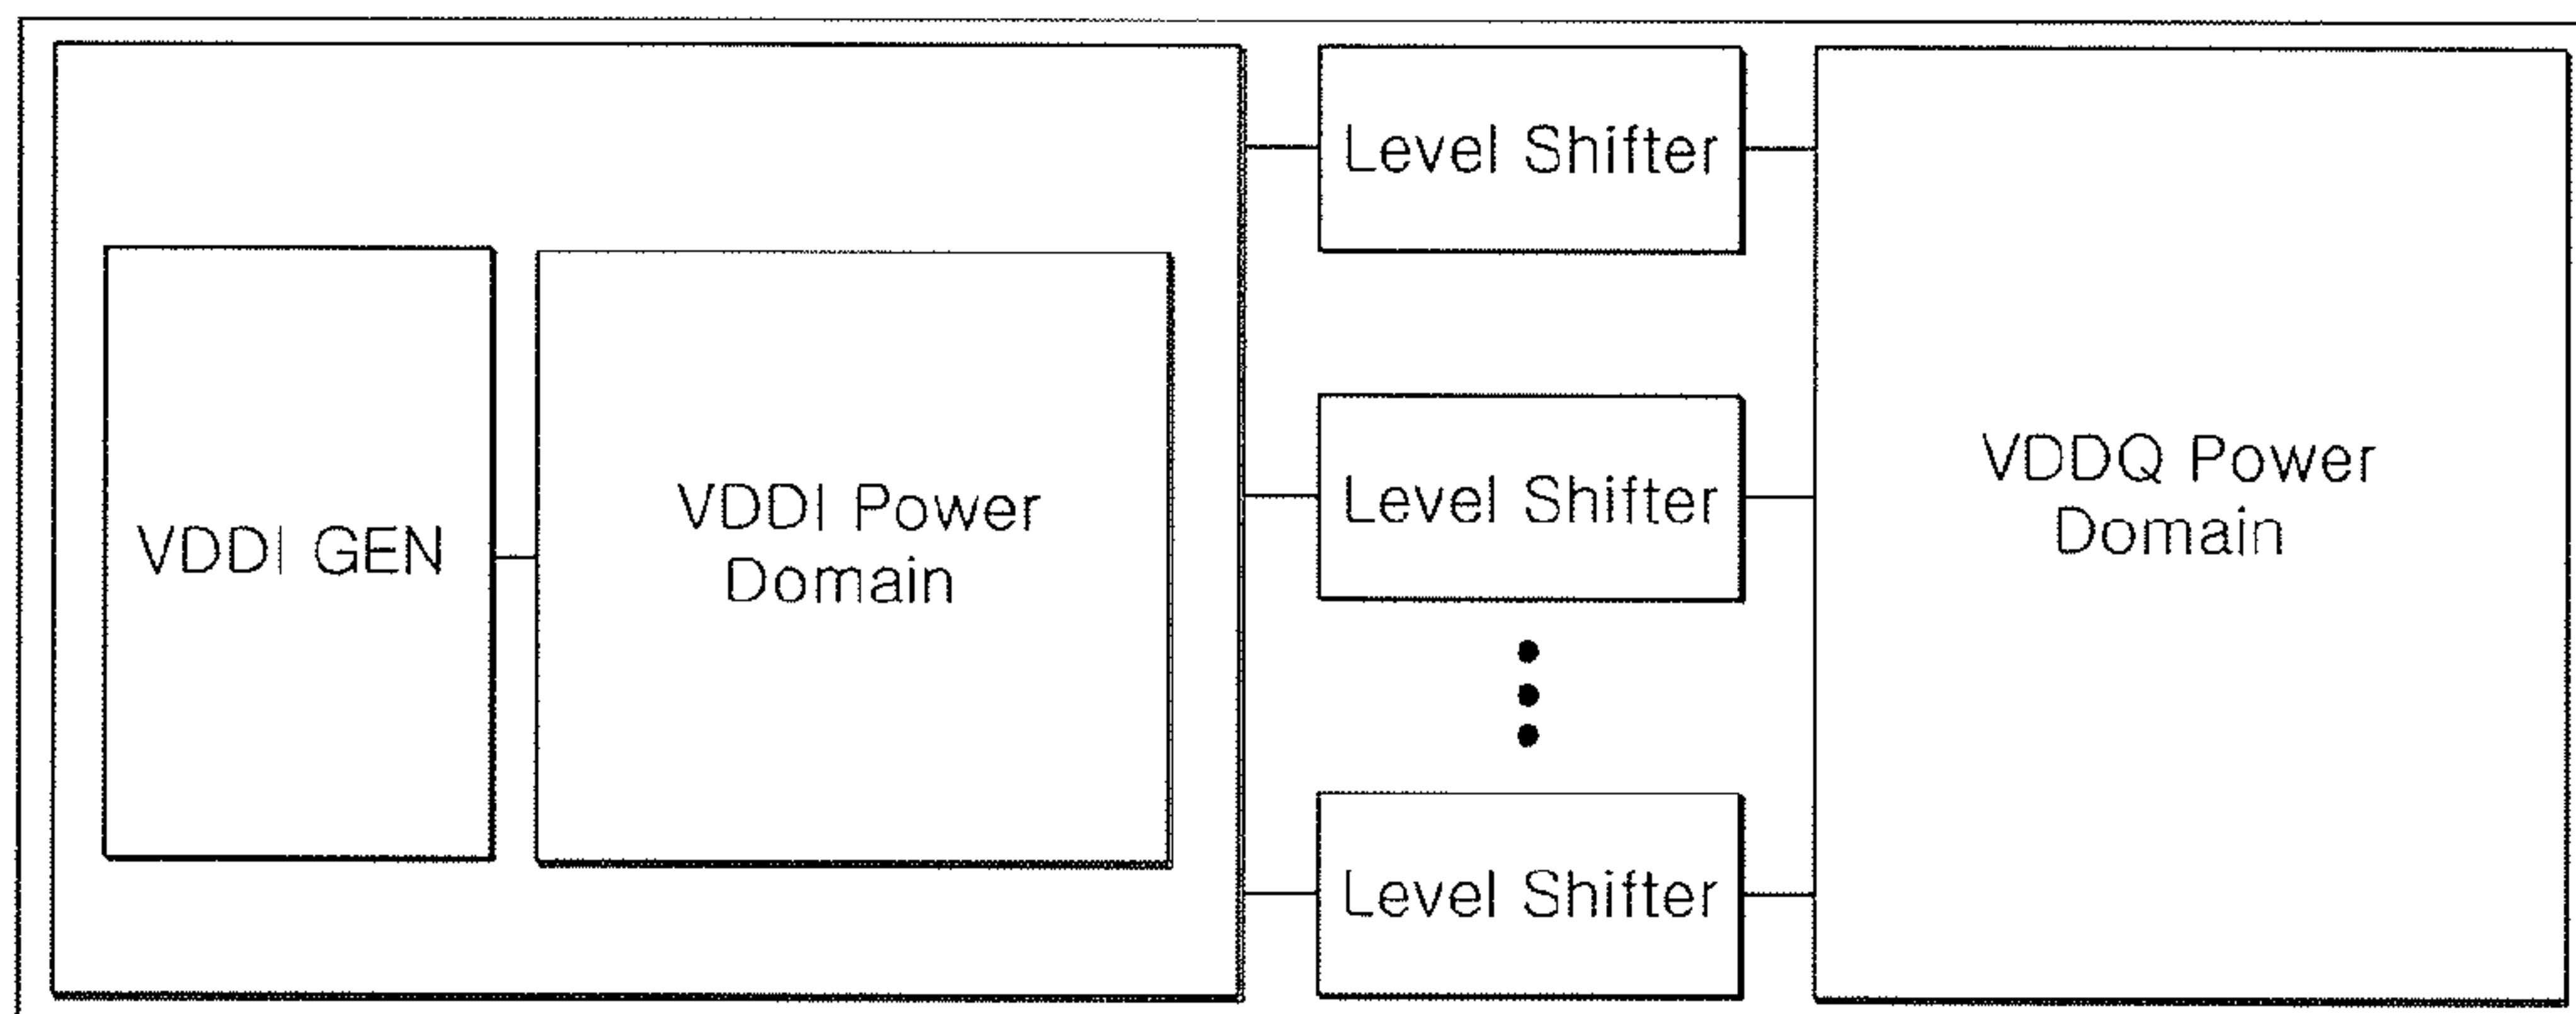 VDDI GEN
VDDI Power
Domain
Level Shifter
Level Shifter
Level Shifter
VDDQ Power
Domain